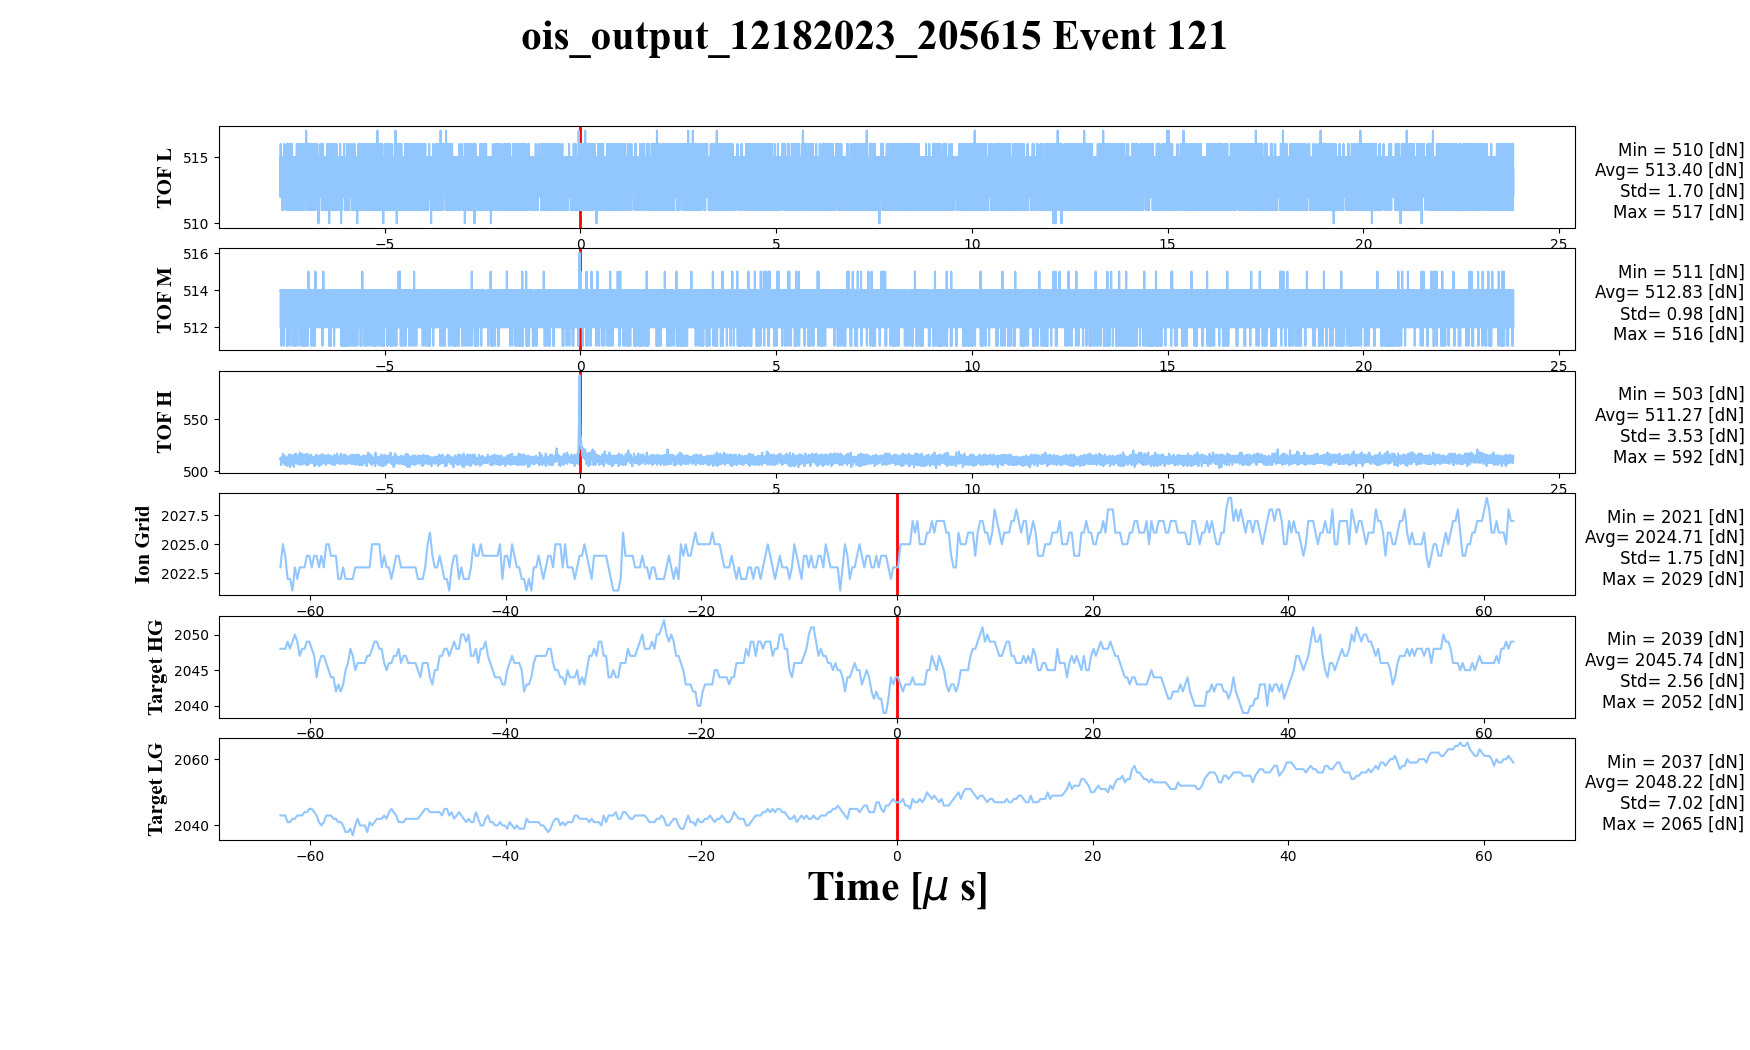 ois_output_12182023_205615 Event 121
TOF L
515
510
−5 0 5 10 15 20 25
Min = 510 [dN]
Avg= 513.40 [dN]
Std= 1.70 [dN]
Max = 517 [dN]
TOF M
516
514
512
−5 0 5 10 15 20 25
Min = 511 [dN]
Avg= 512.83 [dN]
Std= 0.98 [dN]
Max = 516 [dN]
TOF H
550
500
−5 0 5 10 15 20 25
Min = 503 [dN]
Avg= 511.27 [dN]
Std= 3.53 [dN]
Max = 592 [dN]
Ion Grid
2027.5
2025.0
2022.5
−60 −40 −20 0 20 40 60
Min = 2021 [dN]
Avg= 2024.71 [dN]
Std= 1.75 [dN]
Max = 2029 [dN]
Target HG
2050
2045
2040
−60 −40 −20 0 20 40 60
Min = 2039 [dN]
Avg= 2045.74 [dN]
Std= 2.56 [dN]
Max = 2052 [dN]
Target LG
2060
2040
−60 −40 −20 0 20 40 60
Min = 2037 [dN]
Avg= 2048.22 [dN]
Std= 7.02 [dN]
Max = 2065 [dN]
Time [μ s]